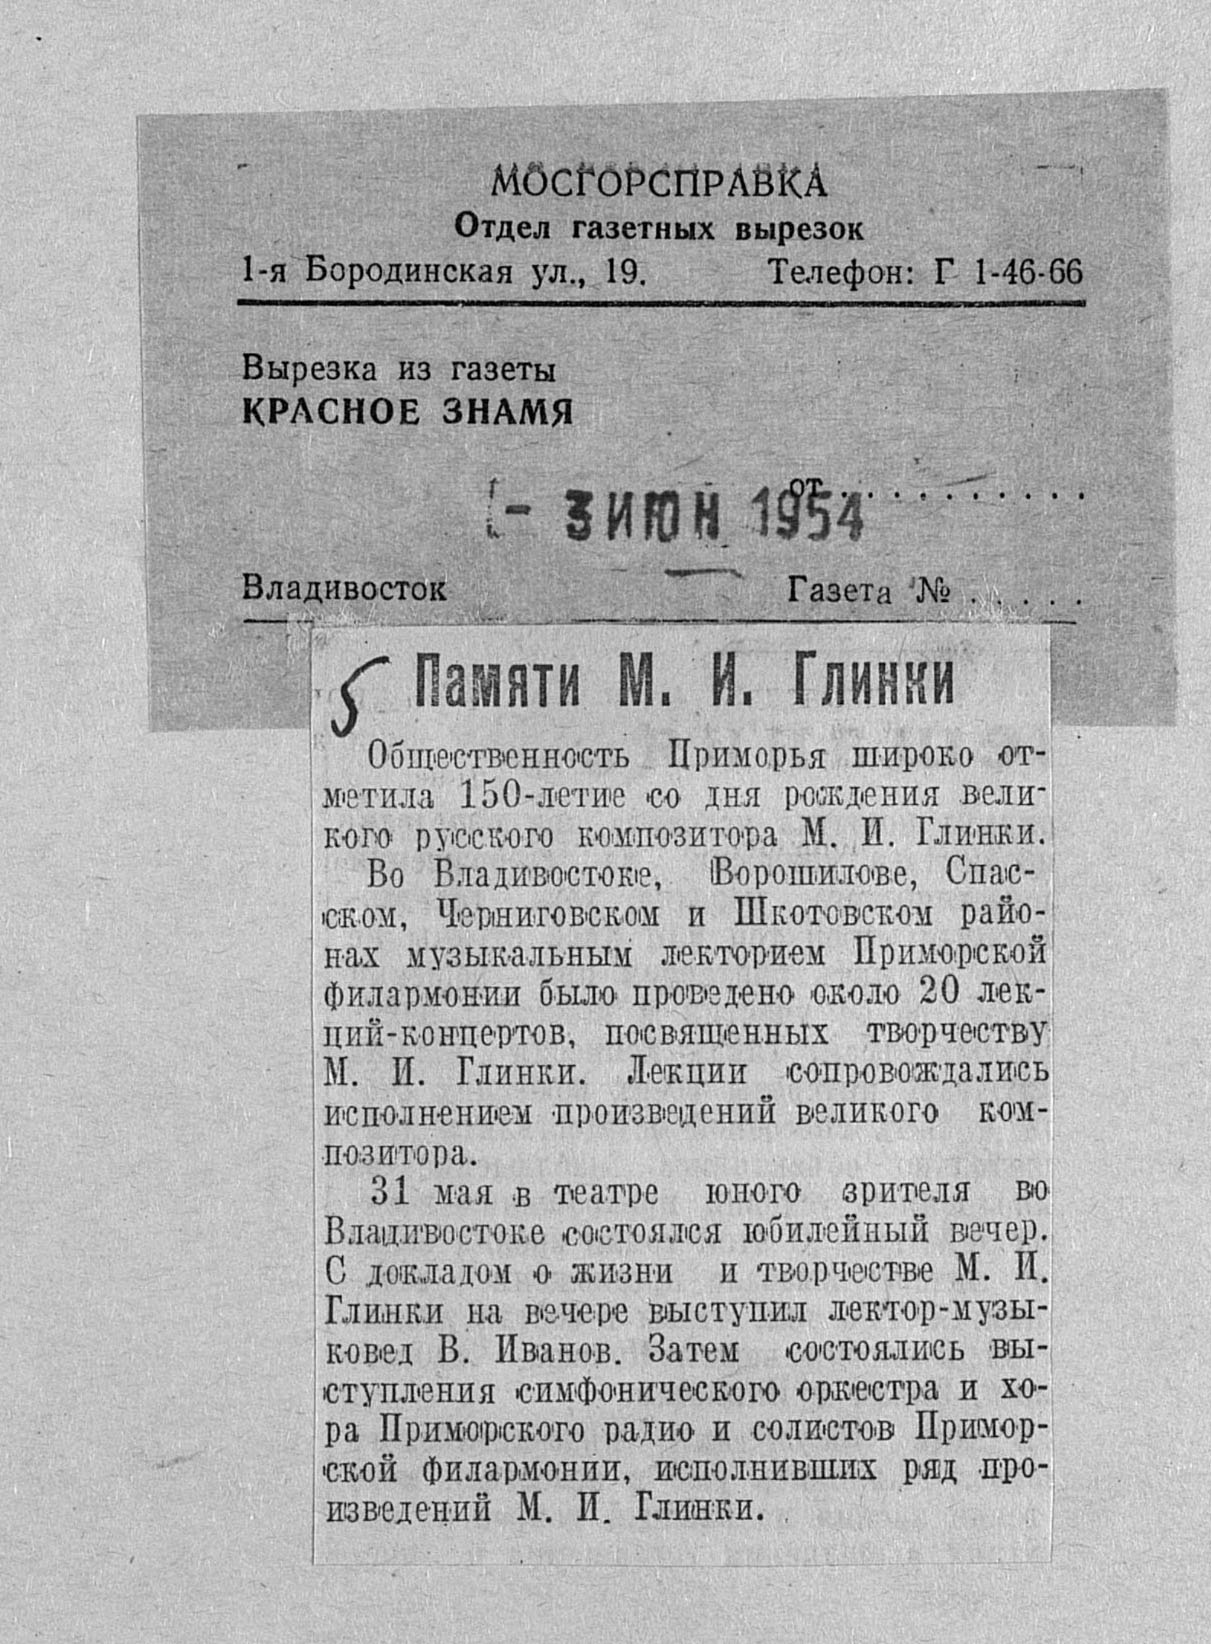 МОСГОРСПРАВКА
Отдел газетных вырезок
1-я Бородинская ул., 19. Телефон: Г 1-46-66
Вырезка из газеты
КРАСНОЕ ЗНАМЯ
от . . . . . . . . . . .
- 3 ИЮН 1954
Владивосток Газета № . . . . .
5 Памяти М. И. Глинки
Общественность Приморья широко от-
метила 150-летие со дня рождения вели-
кого русского композитора М. И. Глинки.
Во Владивостоке, Ворошилове, Спас-
ском, Черниговском и Шкотовском райо-
нах музыкальным лекторием Приморской
филармонии было проведено около 20 лек-
ций-концертов, посвященных творчеству
М. И. Глинки. Лекции сопровождались
исполнением произведений великого ком-
позитора.
31 мая в театре юного зрителя во
Владивостоке состоялся юбилейный вечер.
С докладом о жизни и творчестве М. И.
Глинки на вечере выступил лектор-музы-
ковед В. Иванов. Затем состоялись вы-
ступления симфонического оркестра и хо-
ра Приморского радио и солистов Примор-
ской филармонии, исполнивших ряд про-
изведений М. И. Глинки.